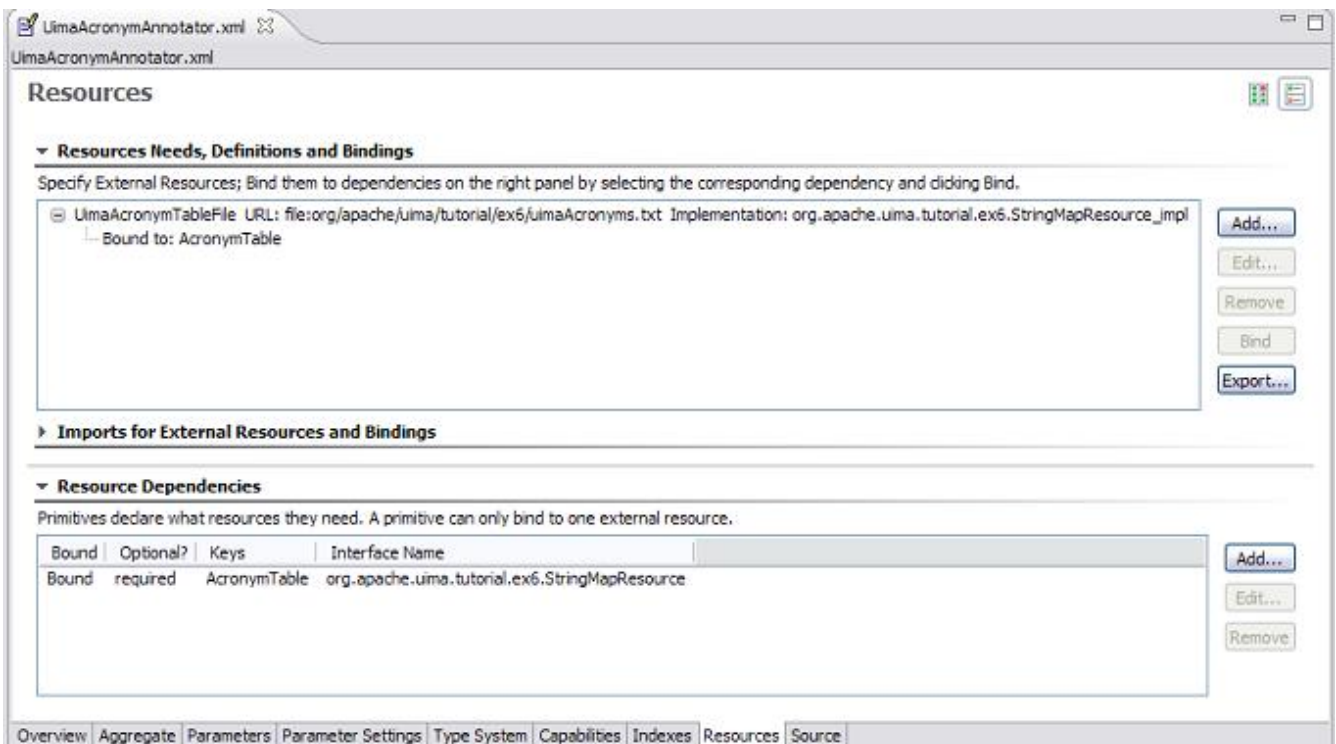 UimaAcronymAnnotator.xml
UimaAcronymAnnotator.xml
Resources
Resources Needs, Definitions and Bindings
Specify External Resources; Bind them to dependencies on the right panel by selecting the corresponding dependency and clicking Bind.
UimaAcronymTableFile URL: file:org/apache/uima/tutorial/ex6/uimaAcronyms.txt Implementation: org.apache.uima.tutorial.ex6.StringMapResource_impl
Bound to: AcronymTable
Add...
Edit...
Remove
Bind
Export...
Imports for External Resources and Bindings
Resource Dependencies
Primitives declare what resources they need. A primitive can only bind to one external resource.
Bound Optional? Keys Interface Name
Bound required AcronymTable org.apache.uima.tutorial.ex6.StringMapResource
Add...
Edit...
Remove
Overview Aggregate Parameters Parameter Settings Type System Capabilities Indexes Resources Source